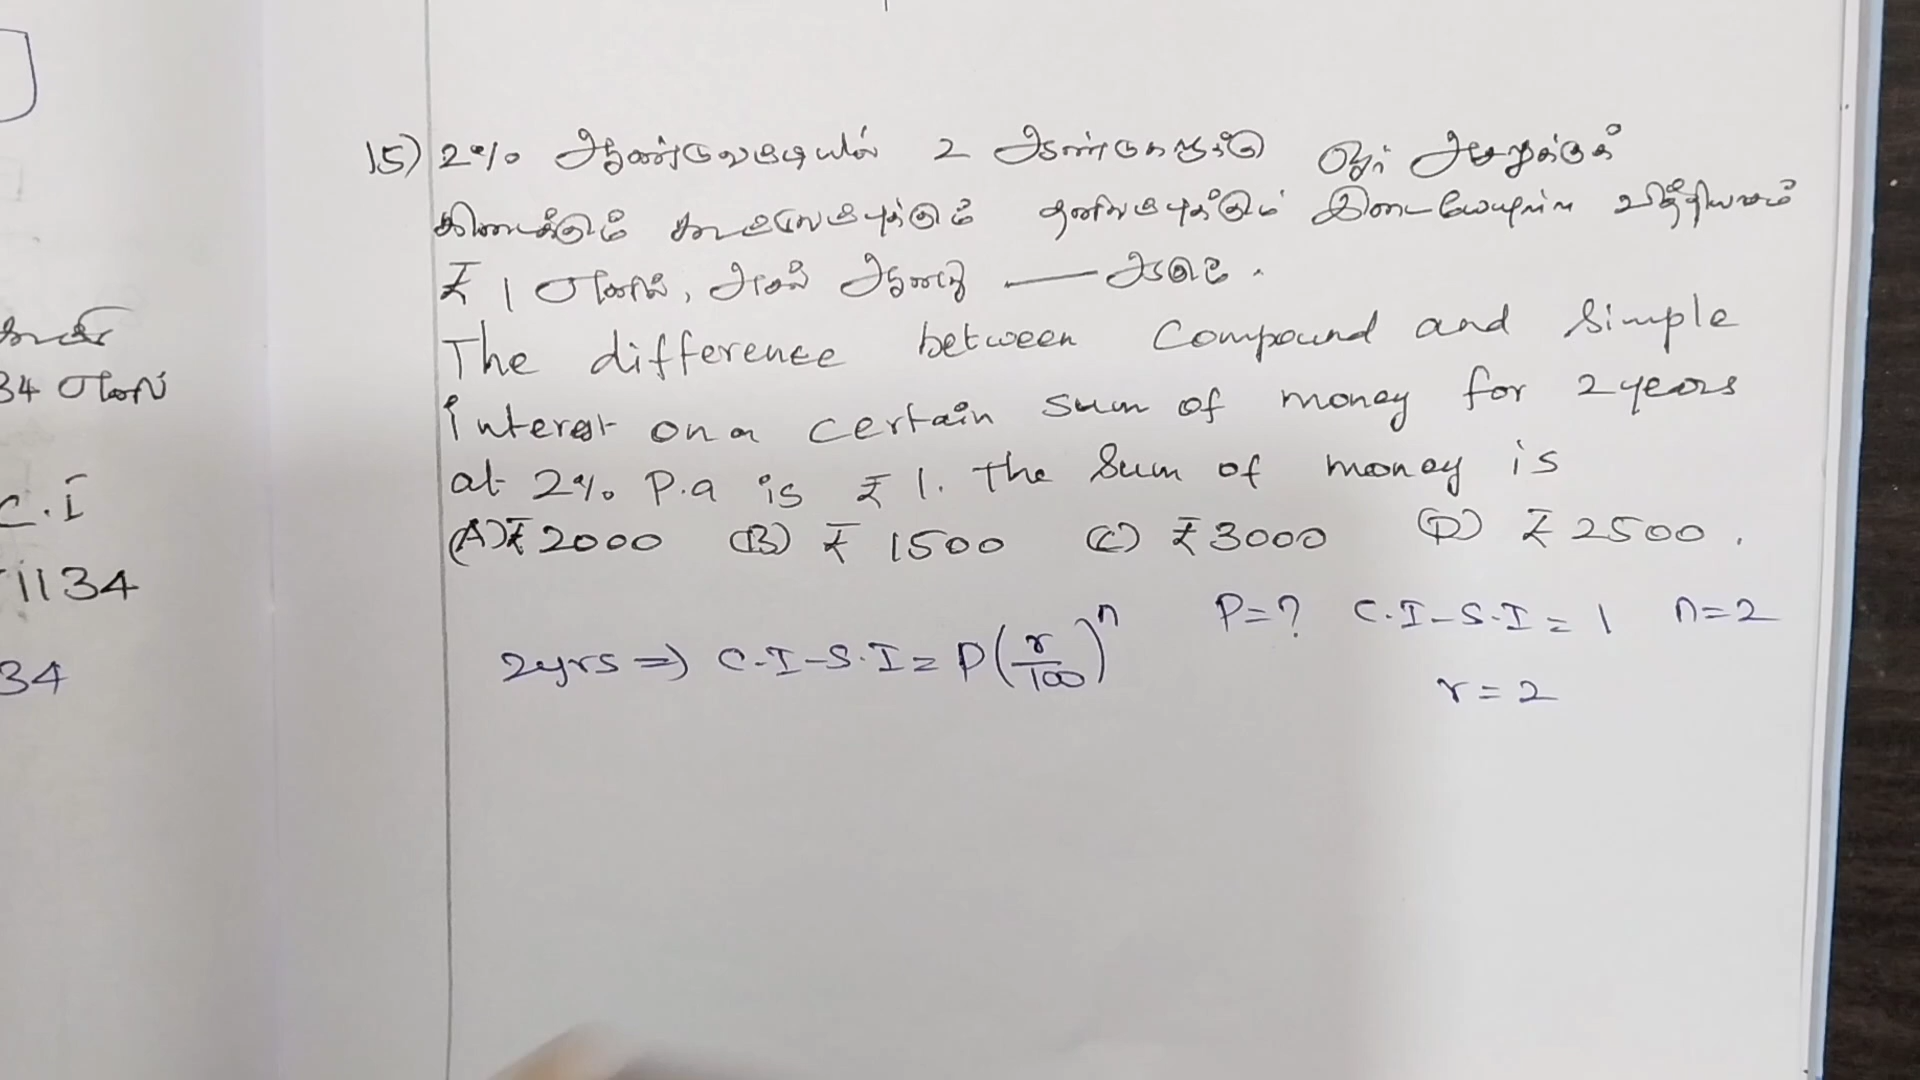 காசி
34 எனில்
C.I
1134
34
15) 2% ஆண்டுவட்டியில் 2 ஆண்டுகளுக்கு ஓர் அசலுக்குக்
கிடைக்கும் கூட்டுவட்டிக்கும் தனிவட்டிக்கும் இடையேயுள்ள வித்தியாசம்
₹ 1 எனில், அசல் ஆனது —— ஆகும்.
The difference between Compound and Simple
interest on a certain sum of money for 2 years
at 2% P.a is ₹ 1. The Sum of money is
(A) ₹ 2000 (B) ₹ 1500 (C) ₹ 3000 (D) ₹ 2500.
P=? C.I-S.I = 1 n=2
2yrs ⇒ C.I-S.I = P(r/100)^n
r = 2